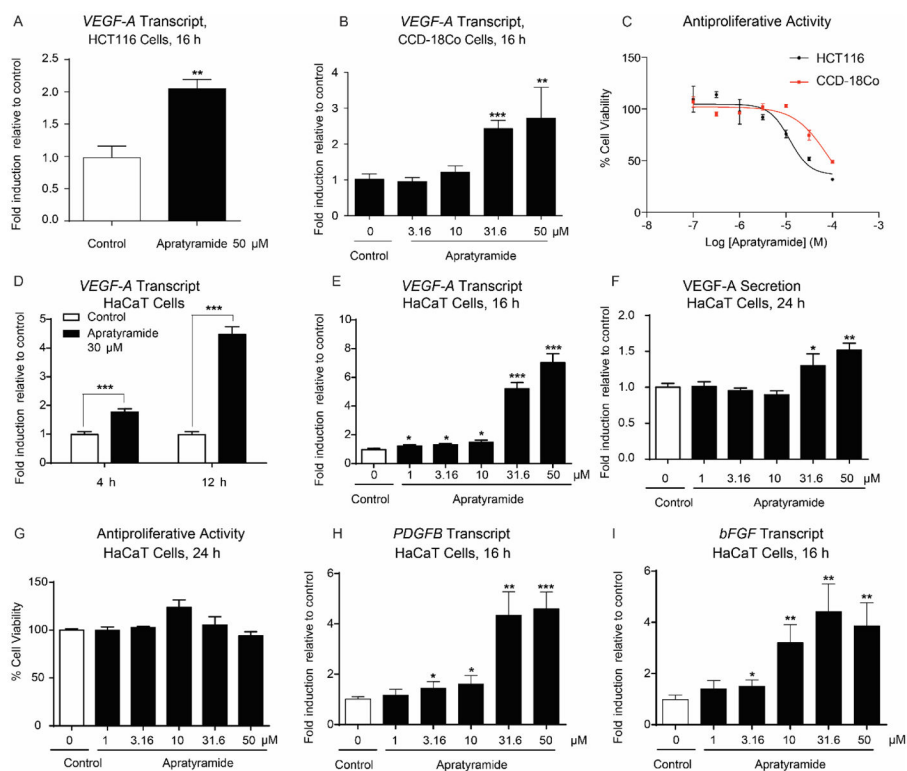 A
VEGF-A Transcript,
HCT116 Cells, 16 h
Fold induction relative to control
2.5
2.0
1.5
1.0
0.5
0.0
**
Control
Apratyramide 50 µM
B
VEGF-A Transcript,
CCD-18Co Cells, 16 h
Fold induction relative to control
4
3
2
1
0
***
**
0 3.16 10 31.6 50 µM
Control Apratyramide
C
Antiproliferative Activity
HCT116
CCD-18Co
% Cell Viability
150
100
50
0
-8 -7 -6 -5 -4 -3
Log [Apratyramide] (M)
D
VEGF-A Transcript
HaCaT Cells
Control
Apratyramide
30 µM
Fold induction relative to control
5
4
3
2
1
0
***
***
4 h 12 h
E
VEGF-A Transcript
HaCaT Cells, 16 h
Fold induction relative to control
10
8
6
4
2
0
* * * *** ***
0 1 3.16 10 31.6 50 µM
Control Apratyramide
F
VEGF-A Secretion
HaCaT Cells, 24 h
Fold induction relative to control
2.0
1.5
1.0
0.5
0.0
* **
0 1 3.16 10 31.6 50 µM
Control Apratyramide
G
Antiproliferative Activity
HaCaT Cells, 24 h
% Cell Viability
150
100
50
0
0 1 3.16 10 31.6 50 µM
Control Apratyramide
H
PDGFB Transcript
HaCaT Cells, 16 h
Fold induction relative to control
6
4
2
0
* * ** ***
0 1 3.16 10 31.6 50 µM
Control Apratyramide
I
bFGF Transcript
HaCaT Cells, 16 h
Fold induction relative to control
6
4
2
0
* ** ** **
0 1 3.16 10 31.6 50 µM
Control Apratyramide